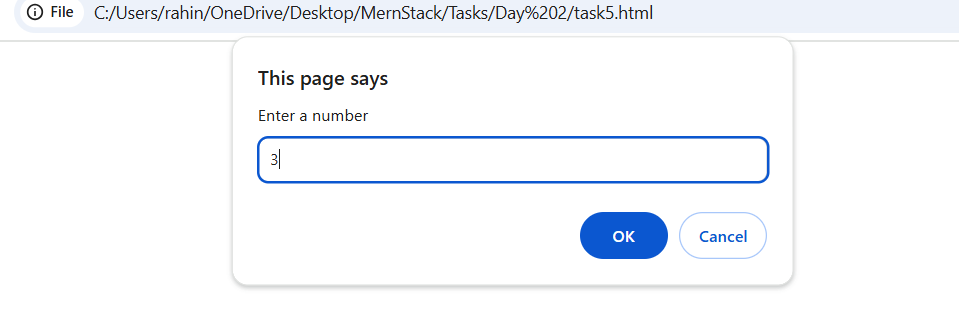 File C:/Users/rahin/OneDrive/Desktop/MernStack/Tasks/Day%202/task5.html
This page says
Enter a number
3
OK Cancel